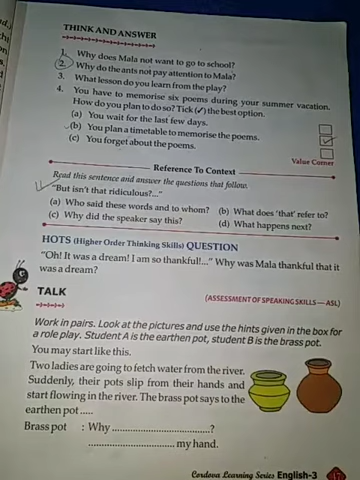 THINK AND ANSWER
1. Why does Mala not want to go to school?
2. Why do the ants not pay attention to Mala?
3. What lesson do you learn from the play?
4. You have to memorise six poems during your summer vacation.
How do you plan to do so? Tick (✓) the best option.
(a) You wait for the last few days.
(b) You plan a timetable to memorise the poems.
(c) You forget about the poems.
Value Corner
Reference To Context
Read this sentence and answer the questions that follow.
"But isn't that ridiculous?..."
(a) Who said these words and to whom? (b) What does 'that' refer to?
(c) Why did the speaker say this? (d) What happens next?
HOTS (Higher Order Thinking Skills) QUESTION
"Oh! It was a dream! I am so thankful!..." Why was Mala thankful that it
was a dream?
TALK
(ASSESSMENT OF SPEAKING SKILLS — ASL)
Work in pairs. Look at the pictures and use the hints given in the box for
a role play. Student A is the earthen pot, student B is the brass pot.
You may start like this.
Two ladies are going to fetch water from the river.
Suddenly, their pots slip from their hands and
start flowing in the river. The brass pot says to the
earthen pot .....
Brass pot : Why ....................................?
................................ my hand.
Cordova Learning Series English-3